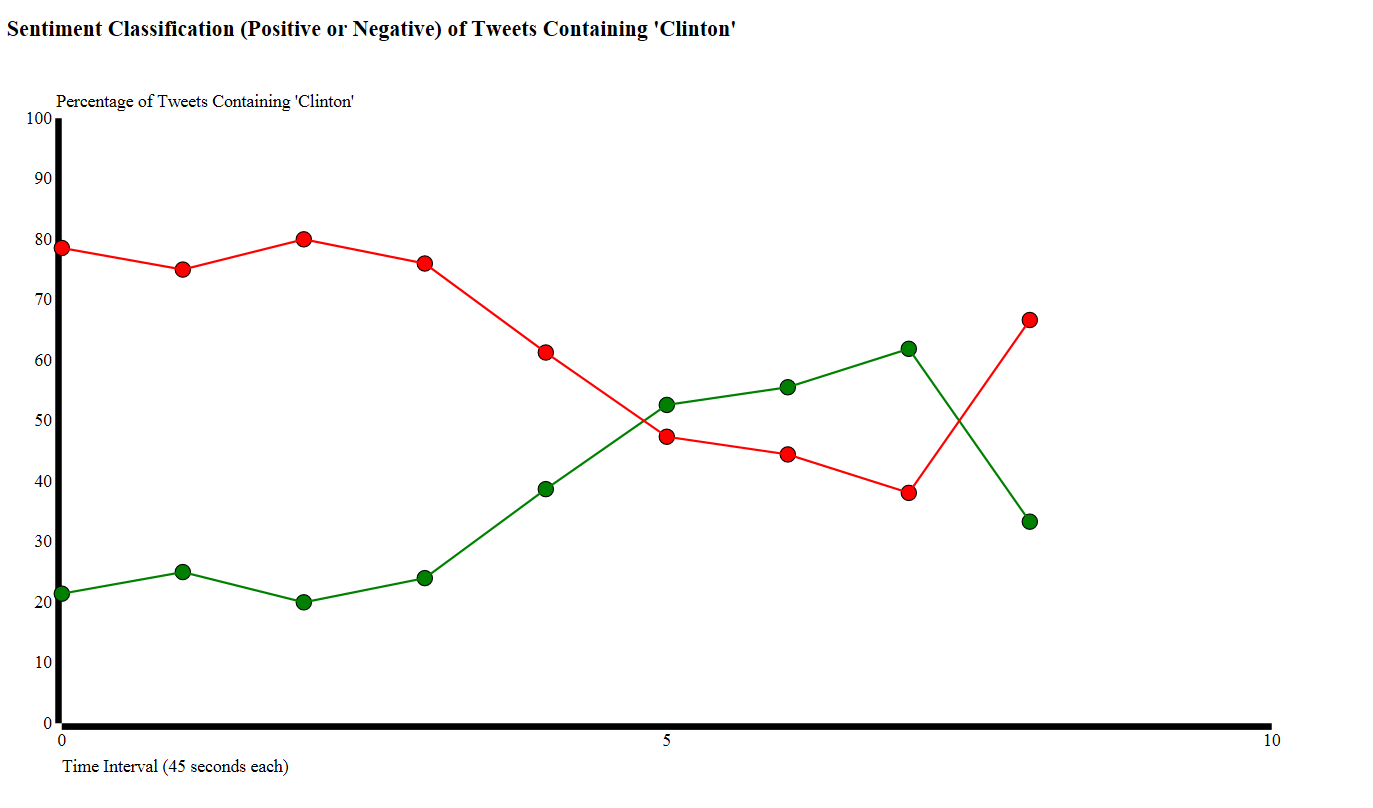 Sentiment Classification (Positive or Negative) of Tweets Containing 'Clinton'
Percentage of Tweets Containing 'Clinton'
100
90
80
70
60
50
40
30
20
10
0
0 5 10
Time Interval (45 seconds each)